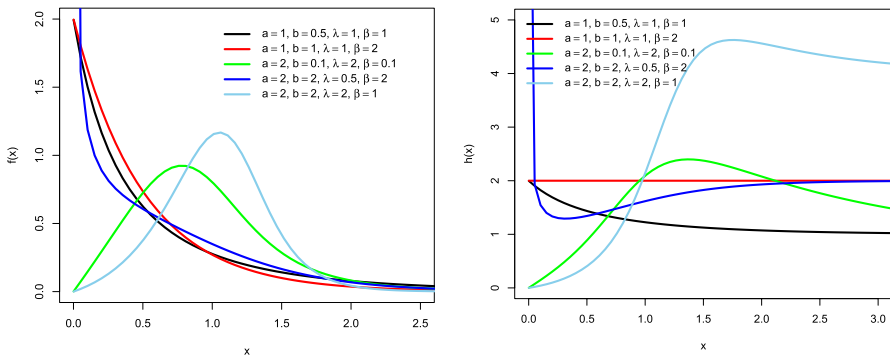 a = 1, b = 0.5, λ = 1, β = 1
a = 1, b = 1, λ = 1, β = 2
a = 2, b = 0.1, λ = 2, β = 0.1
a = 2, b = 2, λ = 0.5, β = 2
a = 2, b = 2, λ = 2, β = 1
f(x)
2.0
1.5
1.0
0.5
0.0
0.0 0.5 1.0 1.5 2.0 2.5
x
a = 1, b = 0.5, λ = 1, β = 1
a = 1, b = 1, λ = 1, β = 2
a = 2, b = 0.1, λ = 2, β = 0.1
a = 2, b = 2, λ = 0.5, β = 2
a = 2, b = 2, λ = 2, β = 1
h(x)
5
4
3
2
1
0
0.0 0.5 1.0 1.5 2.0 2.5 3.0
x